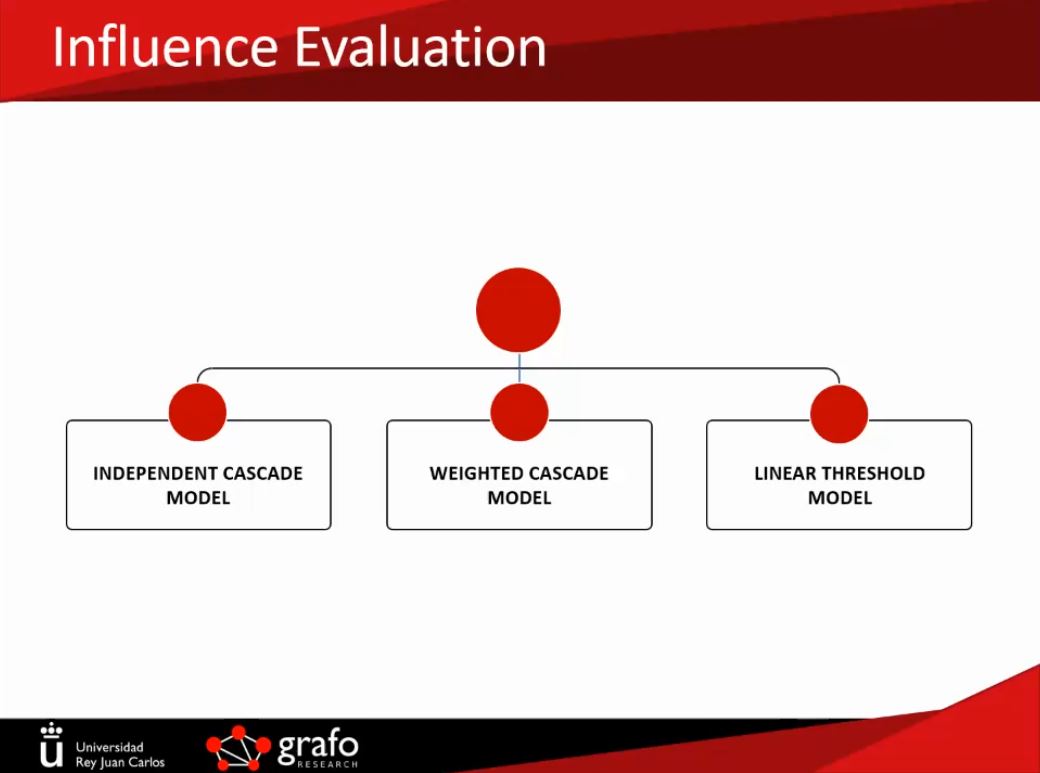 Influence Evaluation
INDEPENDENT CASCADE
MODEL
WEIGHTED CASCADE
MODEL
LINEAR THRESHOLD
MODEL
u
Universidad
Rey Juan Carlos
grafo
RESEARCH